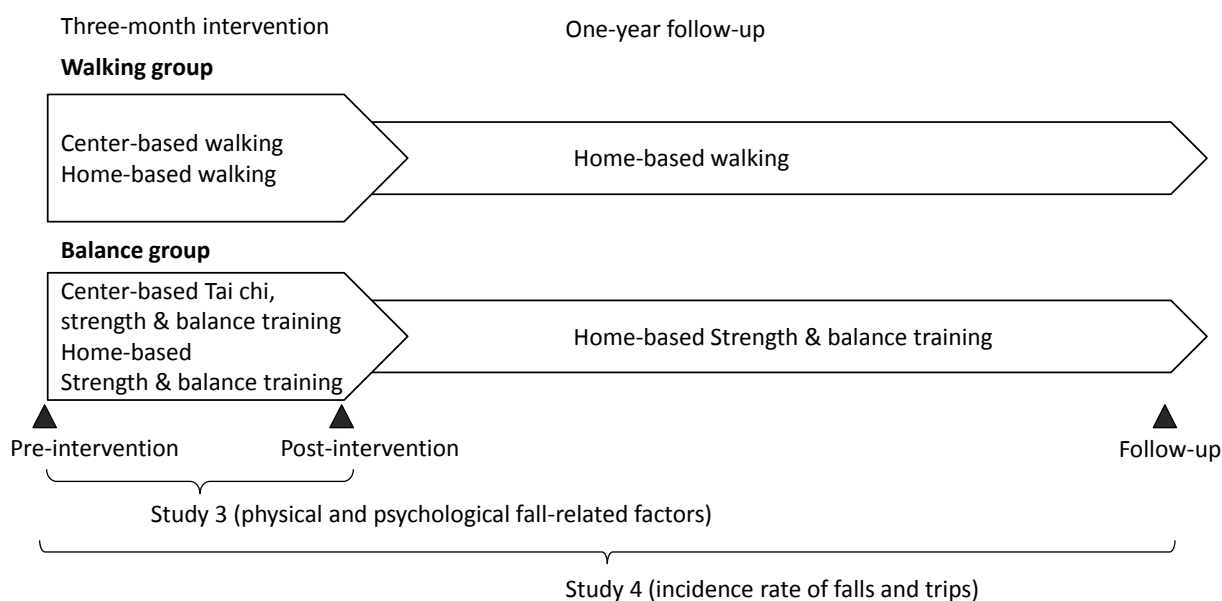 Three-month intervention
One-year follow-up
Walking group
Center-based walking
Home-based walking
Home-based walking
Balance group
Center-based Tai chi,
strength & balance training
Home-based
Strength & balance training
Home-based Strength & balance training
Pre-intervention
Post-intervention
Follow-up
Study 3 (physical and psychological fall-related factors)
Study 4 (incidence rate of falls and trips)